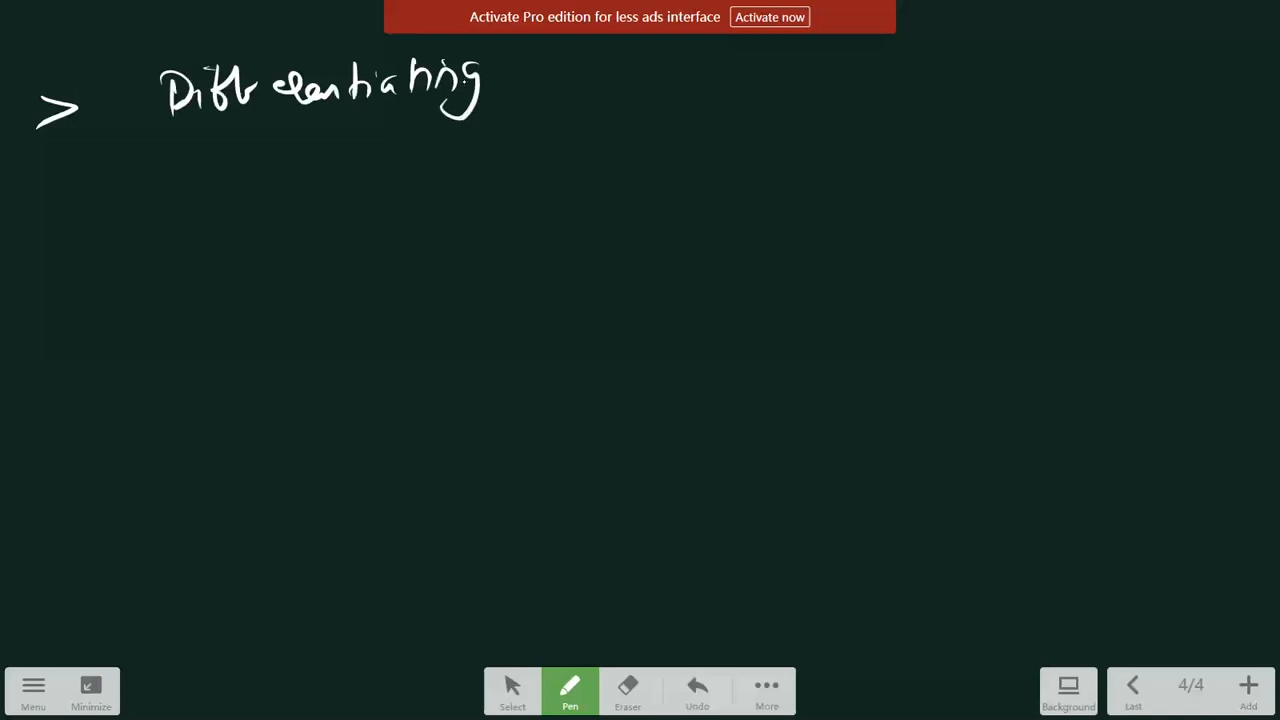 Activate Pro edition for less ads interface Activate now
> Differentiating
Menu Minimize Select Pen Eraser Undo More Background Last 4/4 Add